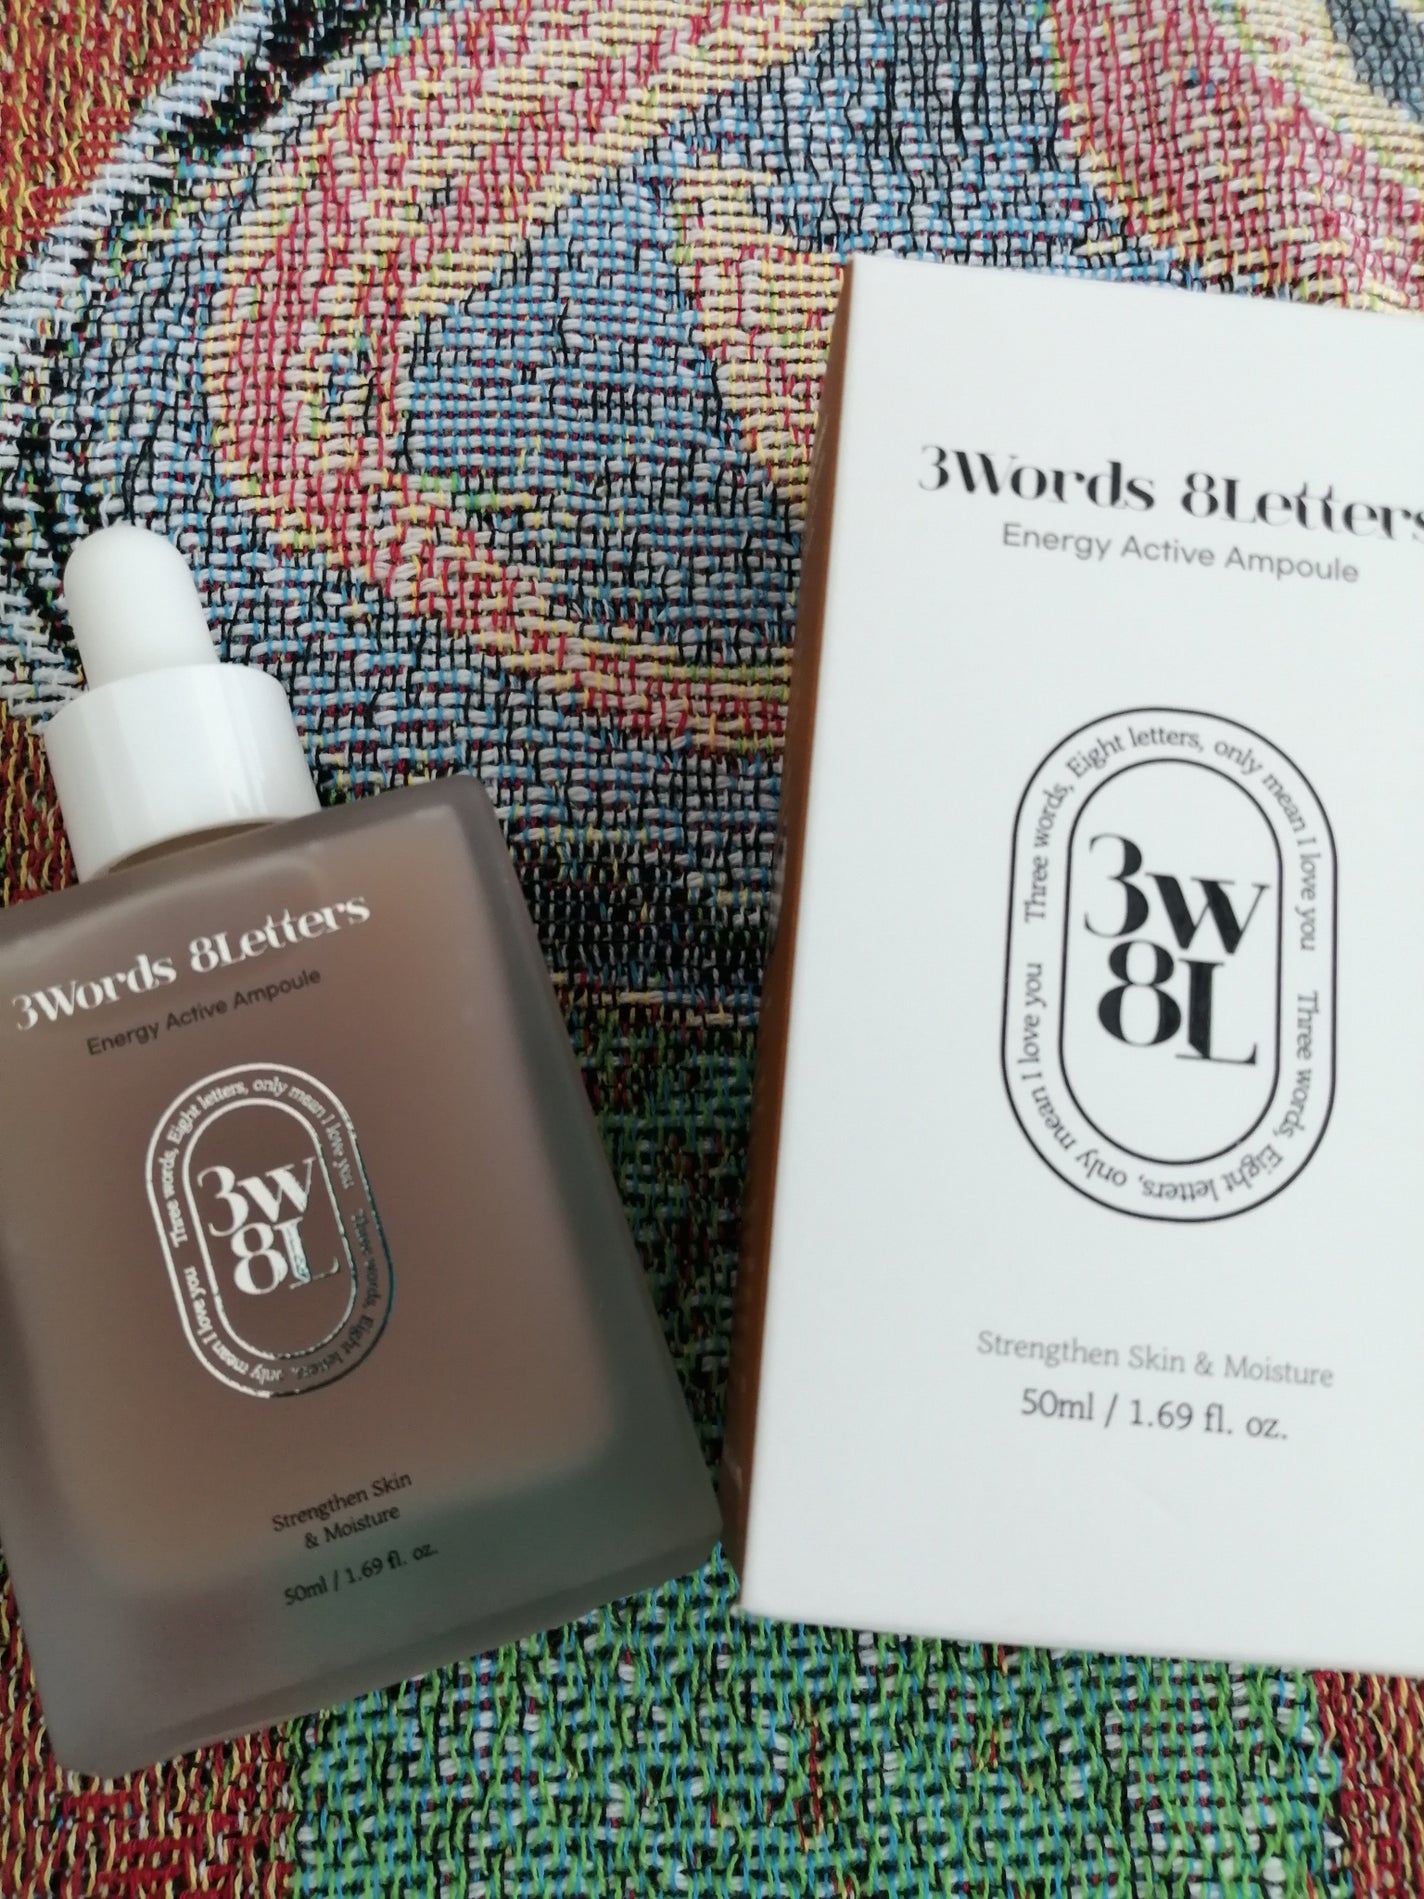 3Words 8Letters
Energy Active Ampoule
Three words, Eight letters, only mean I love you
Three words, Eight letters, only mean I love you
3W
8L
Strengthen Skin
& Moisture
50ml / 1.69 fl. oz.
3Words 8Letters
Energy Active Ampoule
Three words, Eight letters, only mean I love you
Three words, Eight letters, only mean I love you
3W
8L
Strengthen Skin & Moisture
50ml / 1.69 fl. oz.